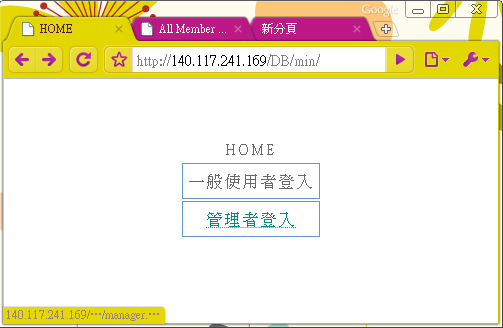 Google
HOME
All Member ...
新分頁
http://140.117.241.169/DB/min/
HOME
一般使用者登入
管理者登入
140.117.241.169/…/manager.…